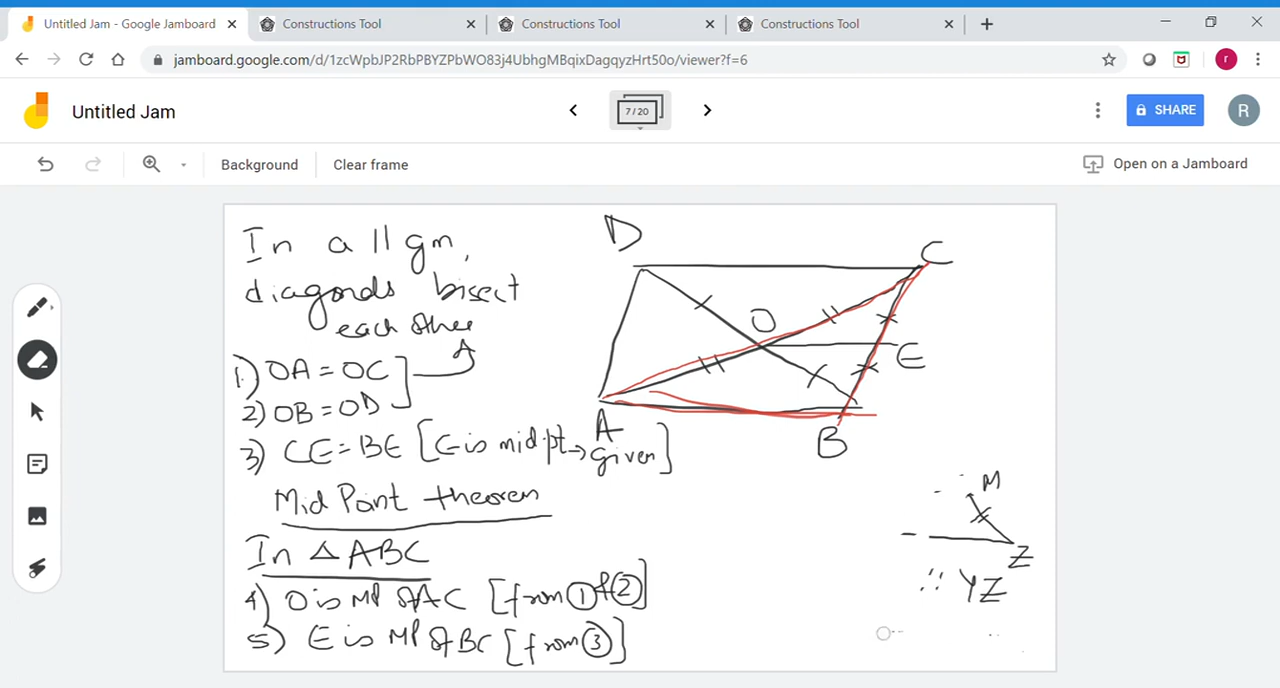 Untitled Jam - Google Jamboard
Constructions Tool
Constructions Tool
Constructions Tool
jamboard.google.com/d/1zcWpbJP2RbPBYZPbWO83j4UbhgMBqixDagqyzHrt50o/viewer?f=6
r
Untitled Jam
7/20
SHARE
R
Background
Clear frame
Open on a Jamboard
In a || gm,
diagonals bisect
each other
1.) OA = OC
2) OB = OD
3) CE = BE [E is mid pt → given]
Mid Point theorem
In △ ABC
4) O is MP of AC [from ① & ②]
5) E is MP of BC [from ③]
D
C
O
E
A
B
M
Z
∴ YZ